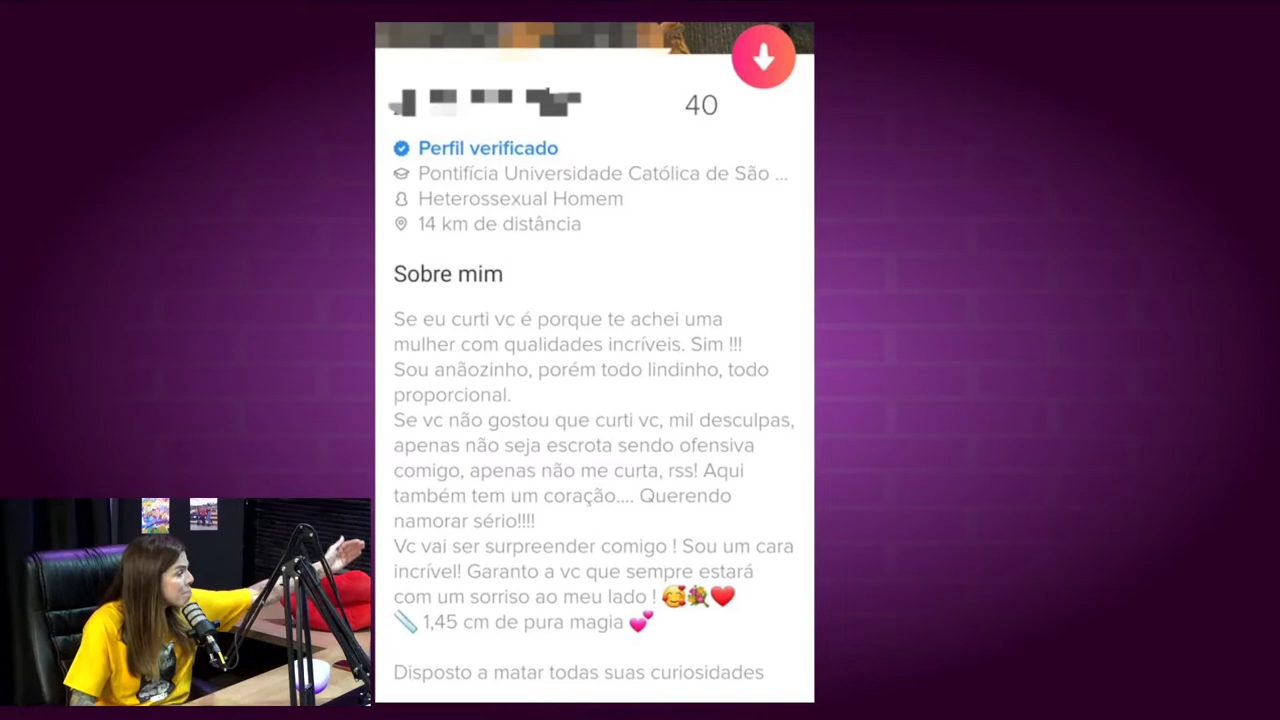 40
Perfil verificado
Pontifícia Universidade Católica de São ...
Heterossexual Homem
14 km de distância
Sobre mim
Se eu curti vc é porque te achei uma
mulher com qualidades incríveis. Sim !!!
Sou anãozinho, porém todo lindinho, todo
proporcional.
Se vc não gostou que curti vc, mil desculpas,
apenas não seja escrota sendo ofensiva
comigo, apenas não me curta, rss! Aqui
também tem um coração.... Querendo
namorar sério!!!!
Vc vai ser surpreender comigo ! Sou um cara
incrível! Garanto a vc que sempre estará
com um sorriso ao meu lado ! 🥰💐❤️
📏 1,45 cm de pura magia 💕
Disposto a matar todas suas curiosidades